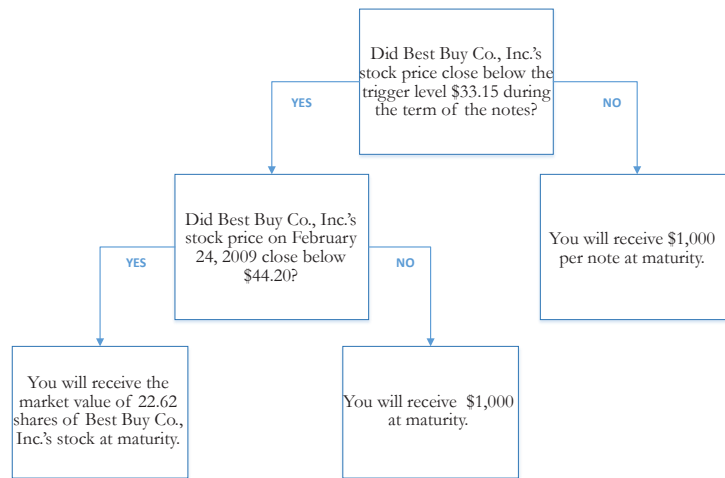 Did Best Buy Co., Inc.'s
stock price close below the
trigger level $33.15 during
the term of the notes?
YES
NO
Did Best Buy Co., Inc.'s
stock price on February
24, 2009 close below
$44.20?
You will receive $1,000
per note at maturity.
YES
NO
You will receive the
market value of 22.62
shares of Best Buy Co.,
Inc.'s stock at maturity.
You will receive $1,000
at maturity.